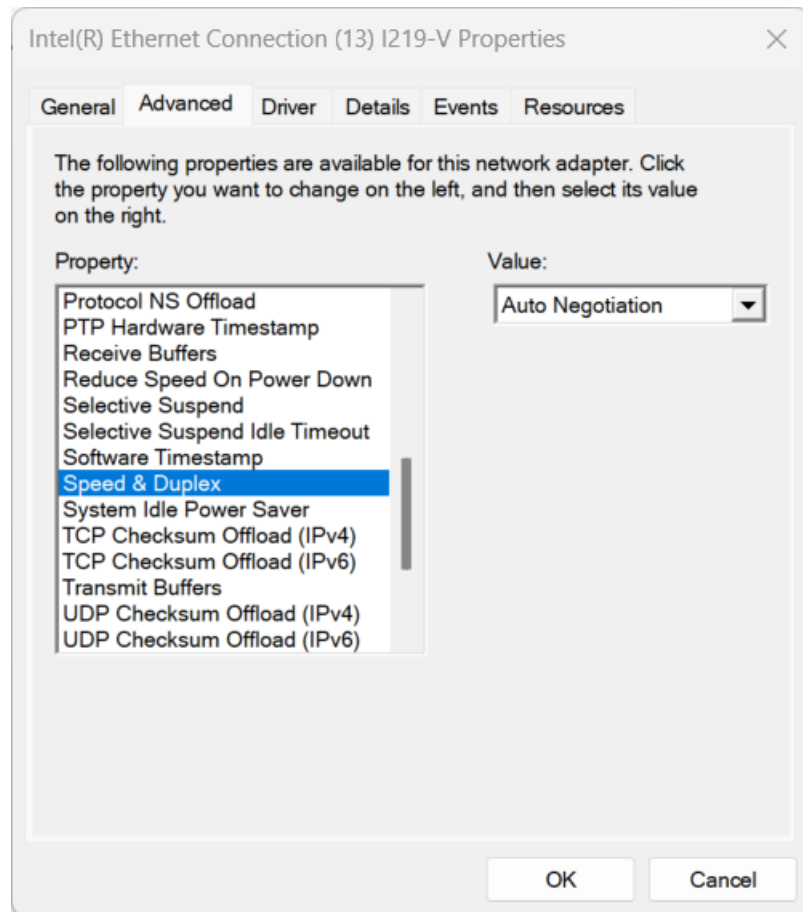 Intel(R) Ethernet Connection (13) I219-V Properties
General Advanced Driver Details Events Resources
The following properties are available for this network adapter. Click
the property you want to change on the left, and then select its value
on the right.
Property:
Value:
Protocol NS Offload
PTP Hardware Timestamp
Receive Buffers
Reduce Speed On Power Down
Selective Suspend
Selective Suspend Idle Timeout
Software Timestamp
Speed & Duplex
System Idle Power Saver
TCP Checksum Offload (IPv4)
TCP Checksum Offload (IPv6)
Transmit Buffers
UDP Checksum Offload (IPv4)
UDP Checksum Offload (IPv6)
Auto Negotiation
OK
Cancel